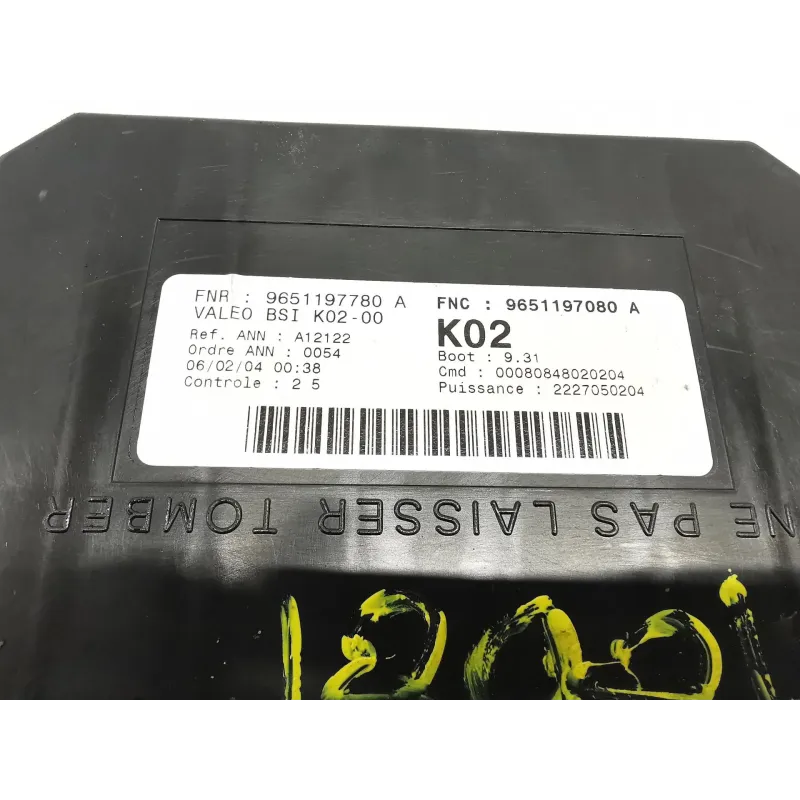 FNR : 9651197780 A
VALEO BSI K02-00
Ref. ANN : A12122
Ordre ANN : 0054
06/02/04 00:38
Controle : 2 5
FNC : 9651197080 A
K02
Boot : 9.31
Cmd : 00080848020204
Puissance : 2227050204
NE PAS LAISSER TOMBER